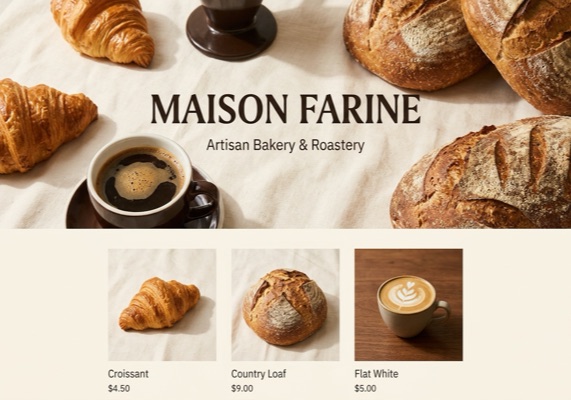 MAISON FARINE
Artisan Bakery & Roastery
Croissant
$4.50
Country Loaf
$9.00
Flat White
$5.00